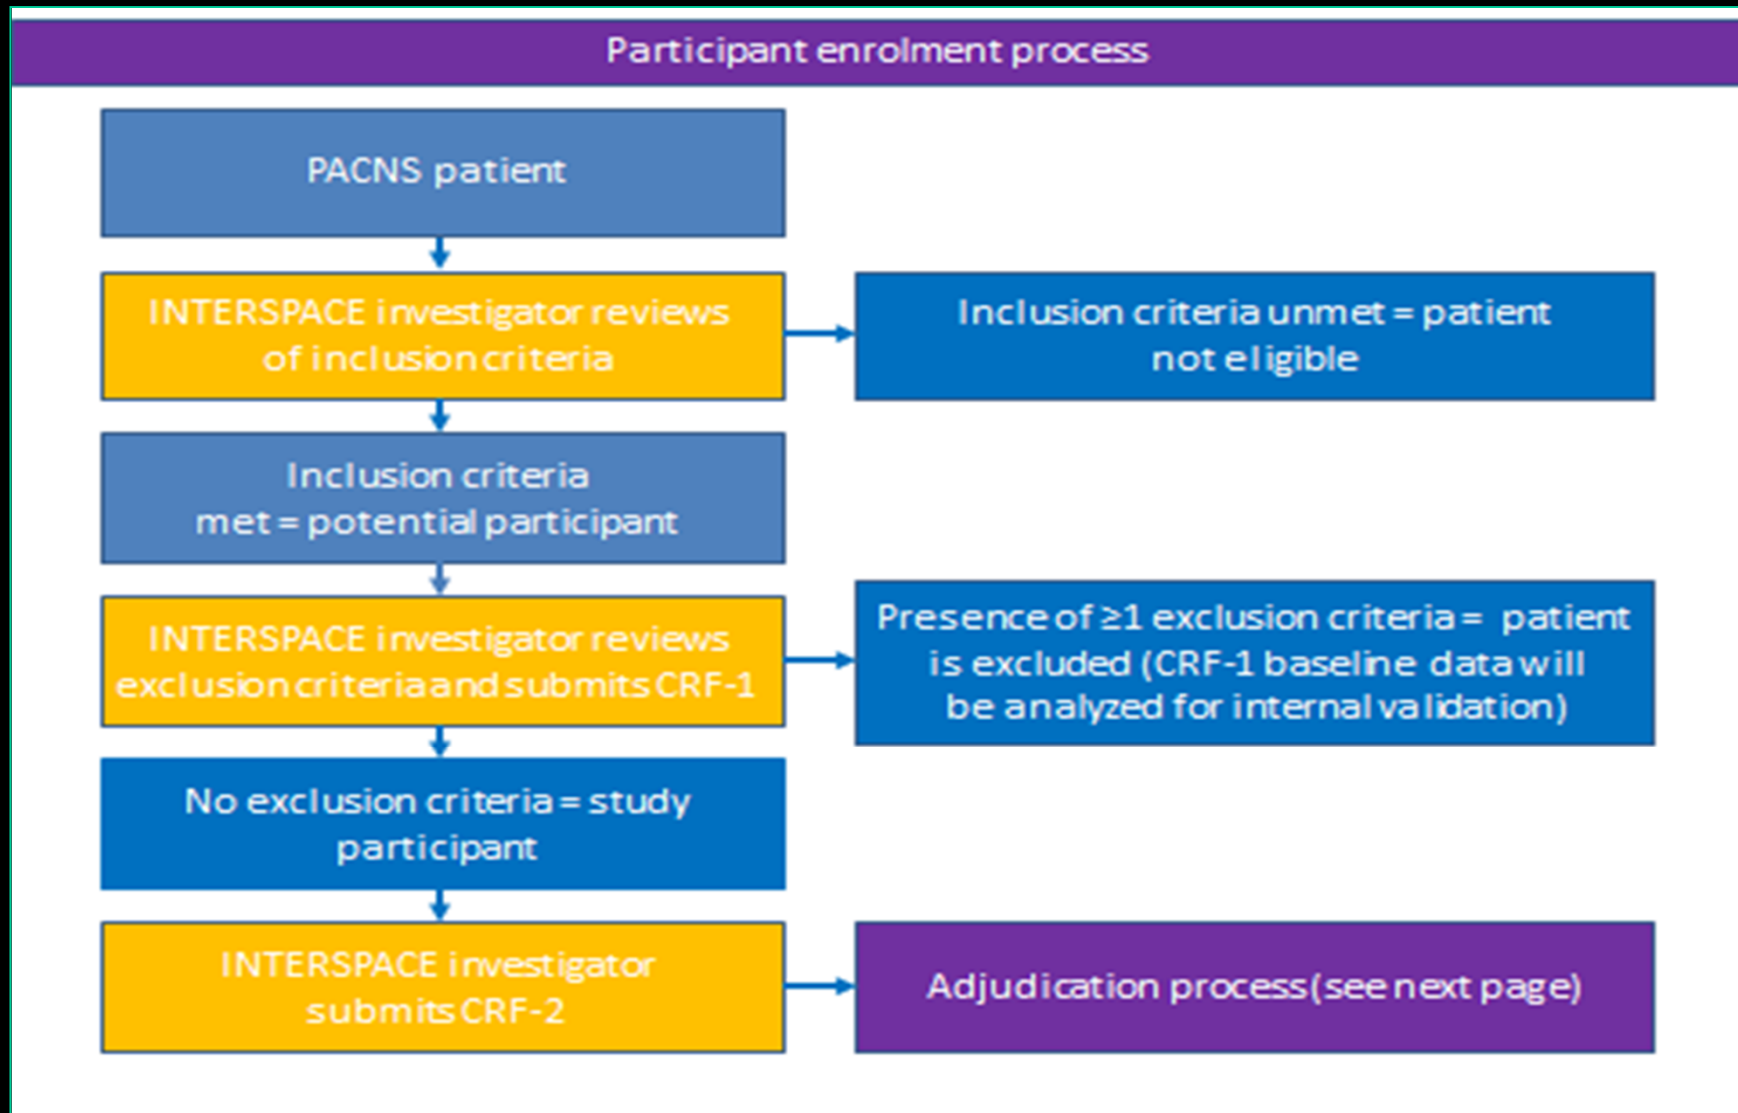 Participant enrolment process
PACNS patient
INTERSPACE investigator reviews
of inclusion criteria
Inclusion criteria unmet = patient
not eligible
Inclusion criteria
met = potential participant
INTERSPACE investigator reviews
exclusion criteria and submits CRF-1
Presence of ≥1 exclusion criteria = patient
is excluded (CRF-1 baseline data will
be analyzed for internal validation)
No exclusion criteria = study
participant
INTERSPACE investigator
submits CRF-2
Adjudication process (see next page)